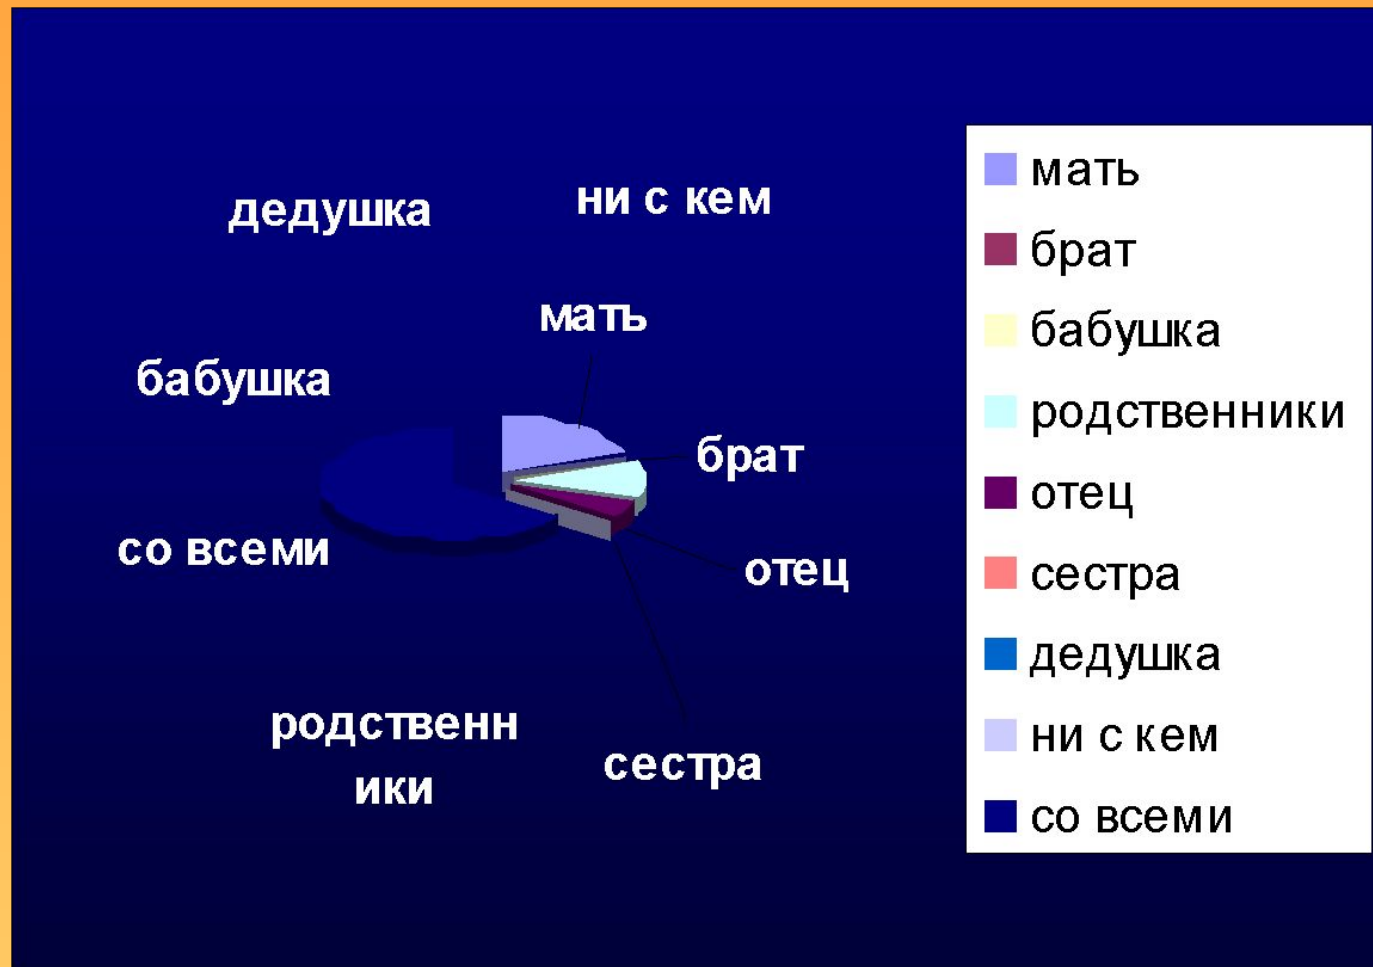 дедушка
ни с кем
мать
бабушка
брат
со всеми
отец
родственн
ики
сестра
мать
брат
бабушка
родственники
отец
сестра
дедушка
ни с кем
со всеми